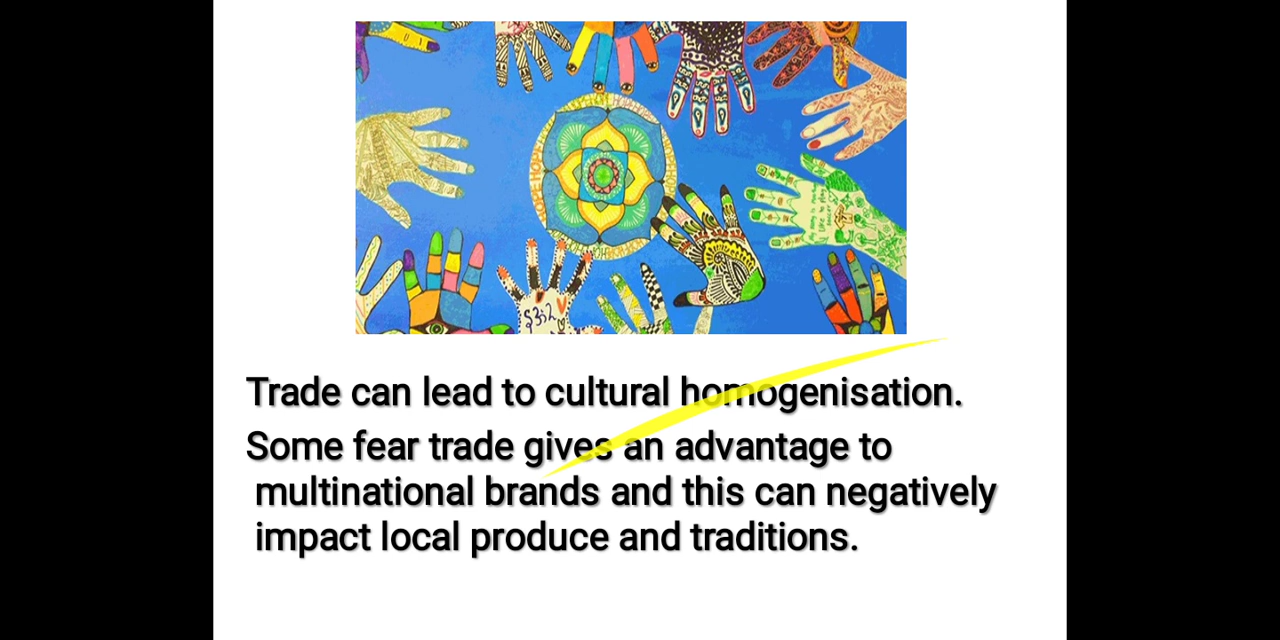 Trade can lead to cultural homogenisation.
Some fear trade gives an advantage to
multinational brands and this can negatively
impact local produce and traditions.